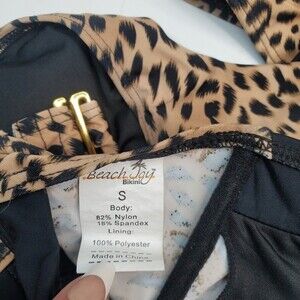 Beach Joy
Bikini
S
Body:
82% Nylon
18% Spandex
Lining:
100% Polyester
Made in China